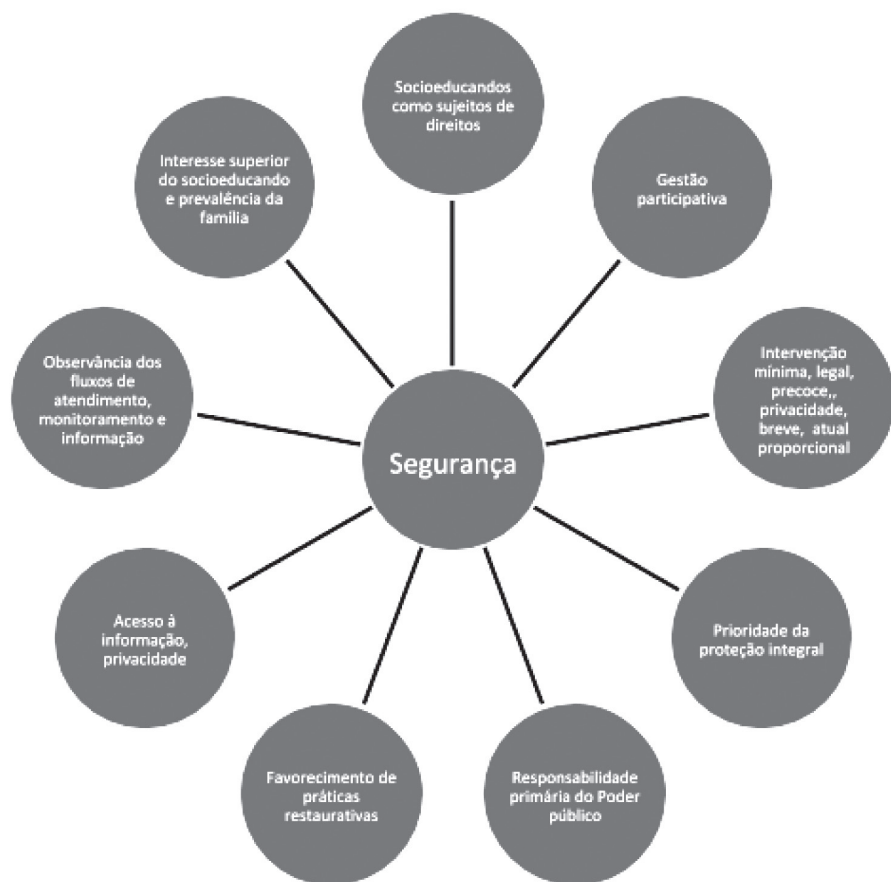 Socioeducandos
como sujeitos de
direitos
Gestão
participativa
Intervenção
mínima, legal,
precoce,,
privacidade,
breve, atual
proporcional
Prioridade da
proteção integral
Responsabilidade
primária do Poder
público
Favorecimento de
práticas
restaurativas
Acesso à
informação,
privacidade
Observância dos
fluxos de
atendimento,
monitoramento e
informação
Interesse superior
do socioeducando
e prevalência da
família
Segurança